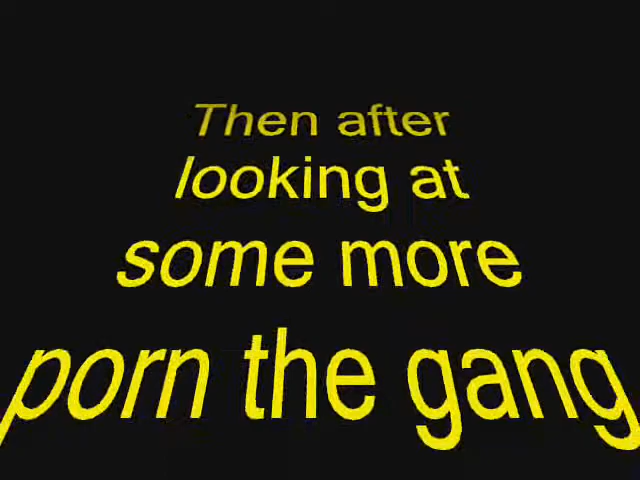 Then after
looking at
some more
porn the gang